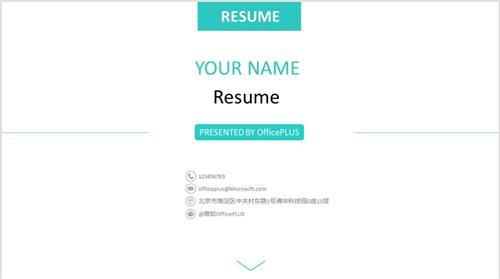 RESUME
YOUR NAME
Resume
PRESENTED BY OfficePLUS
123456789
officeplus@Microsoft.com
北京市海淀区中关村东路1号清华科技园D座15层
@微软OfficePLUS